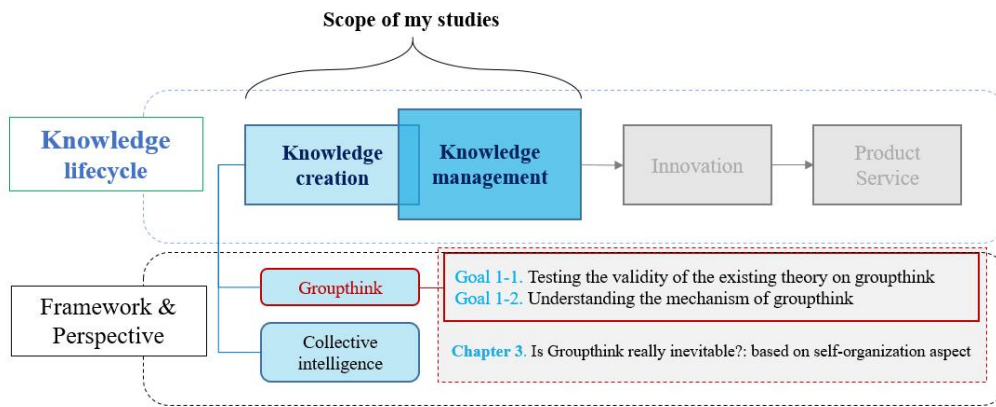 Scope of my studies
Knowledge
lifecycle
Knowledge
creation
Knowledge
management
Innovation
Product
Service
Framework &
Perspective
Groupthink
Goal 1-1. Testing the validity of the existing theory on groupthink
Goal 1-2. Understanding the mechanism of groupthink
Collective
intelligence
Chapter 3. Is Groupthink really inevitable?: based on self-organization aspect